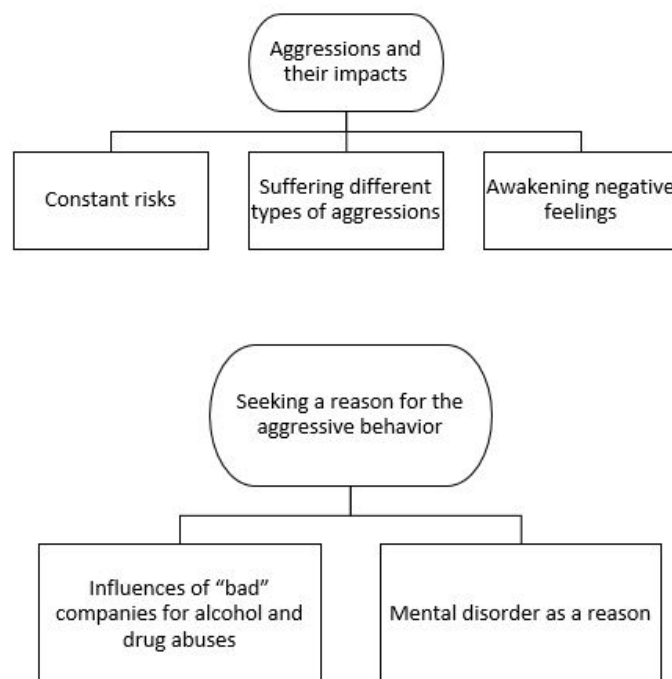 Aggressions and
their impacts
Constant risks
Suffering different
types of aggressions
Awakening negative
feelings
Seeking a reason for the
aggressive behavior
Influences of “bad”
companies for alcohol and
drug abuses
Mental disorder as a reason